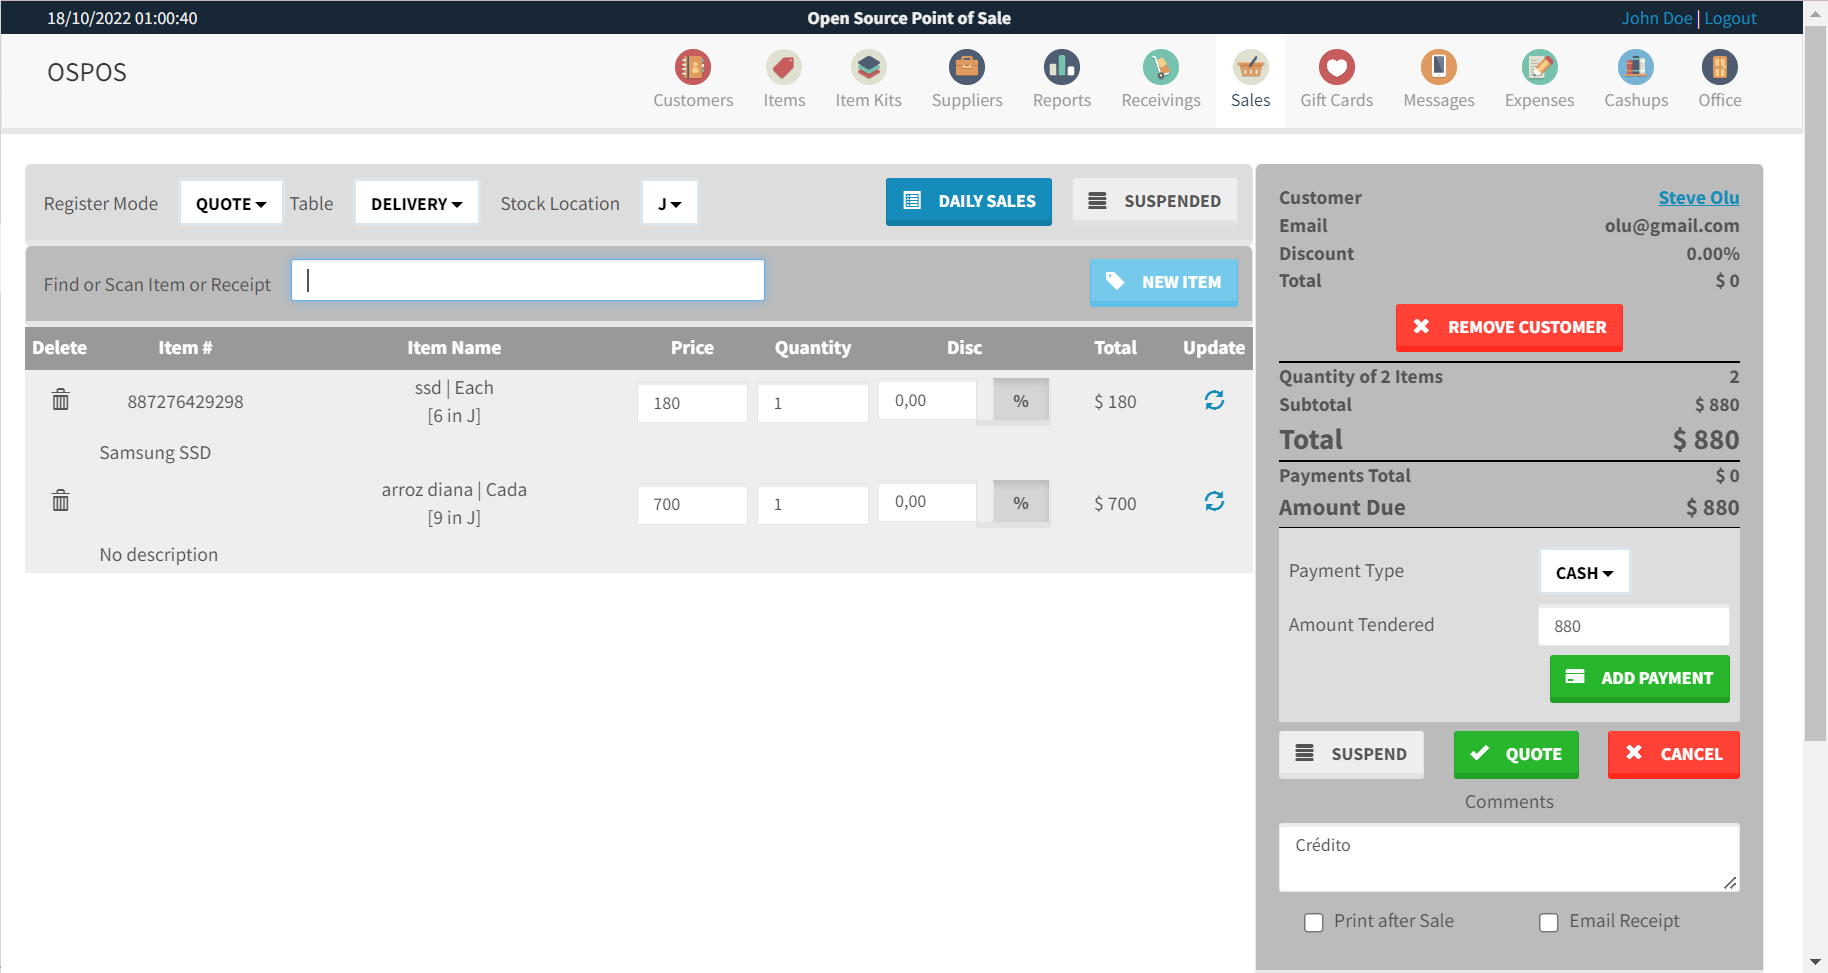 18/10/2022 01:00:40
Open Source Point of Sale
John Doe | Logout
OSPOS
Customers
Items
Item Kits
Suppliers
Reports
Receivings
Sales
Gift Cards
Messages
Expenses
Cashups
Office
Register Mode
QUOTE
Table
DELIVERY
Stock Location
J
DAILY SALES
SUSPENDED
Find or Scan Item or Receipt
NEW ITEM
Delete Item # Item Name Price Quantity Disc Total Update
887276429298 ssd | Each 180 1 0,00 % $ 180
[6 in J]
Samsung SSD
arroz diana | Cada 700 1 0,00 % $ 700
[9 in J]
No description
Customer Steve Olu
Email olu@gmail.com
Discount 0.00%
Total $ 0
REMOVE CUSTOMER
Quantity of 2 Items 2
Subtotal $ 880
Total $ 880
Payments Total $ 0
Amount Due $ 880
Payment Type CASH
Amount Tendered 880
ADD PAYMENT
SUSPEND
QUOTE
CANCEL
Comments
Crédito
Print after Sale
Email Receipt